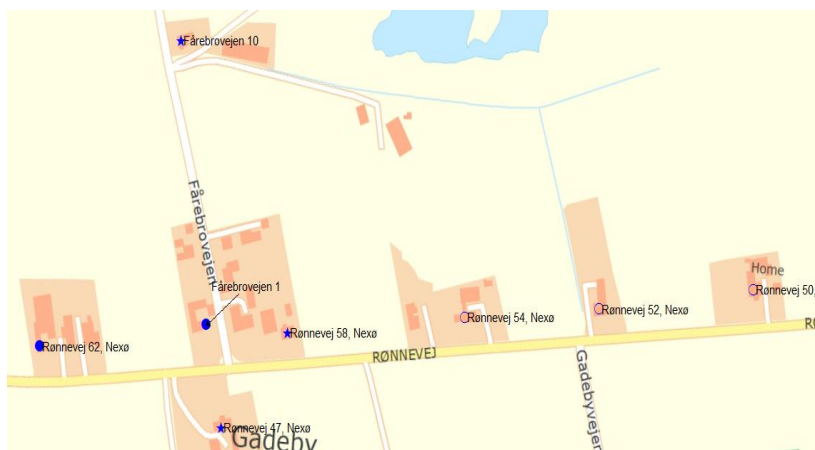 Fårebrovejen 10
Fårebrovejen
Fårebrovejen 1
Home
Rønnevej 50,
Rønnevej 52, Nexø
Rønnevej 54, Nexø
Rønnevej 58, Nexø
Rønnevej 62, Nexø
RØNNEVEJ
RØ
Gadebyvejen
Rønnevej 47, Nexø
Gadeby